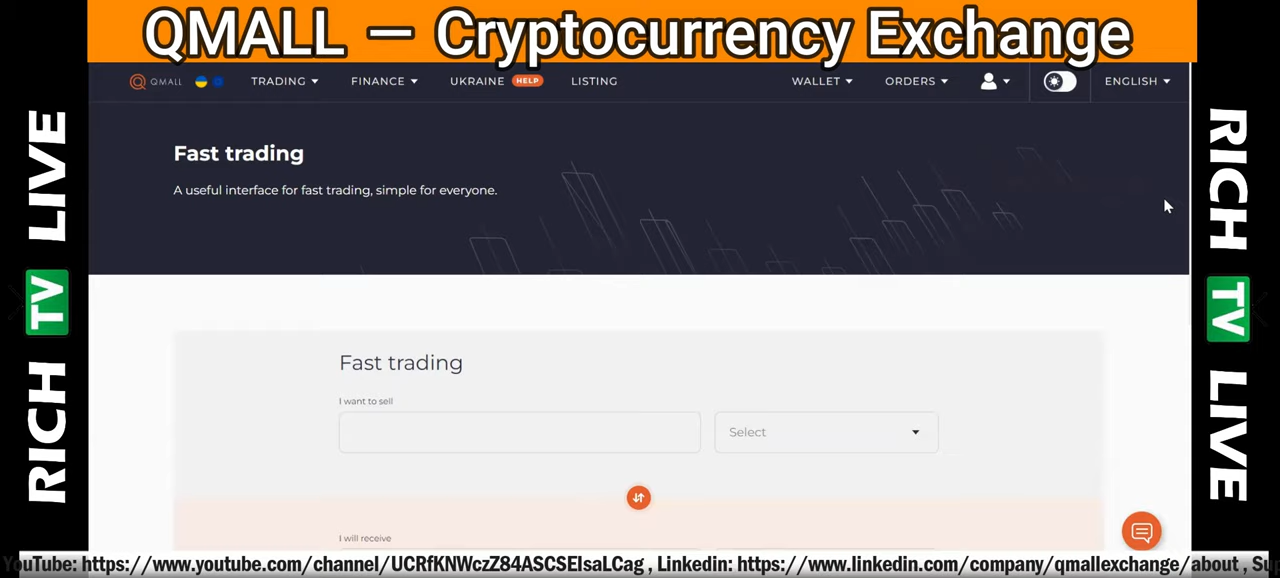 QMALL — Cryptocurrency Exchange
QMALL TRADING FINANCE UKRAINE HELP LISTING WALLET ORDERS ENGLISH
Fast trading
A useful interface for fast trading, simple for everyone.
RICH TV LIVE
RICH TV LIVE
Fast trading
I want to sell
Select
I will receive
YouTube: https://www.youtube.com/channel/UCRfKNWczZ84ASCSEIsaLCag , Linkedin: https://www.linkedin.com/company/qmallexchange/about , Su